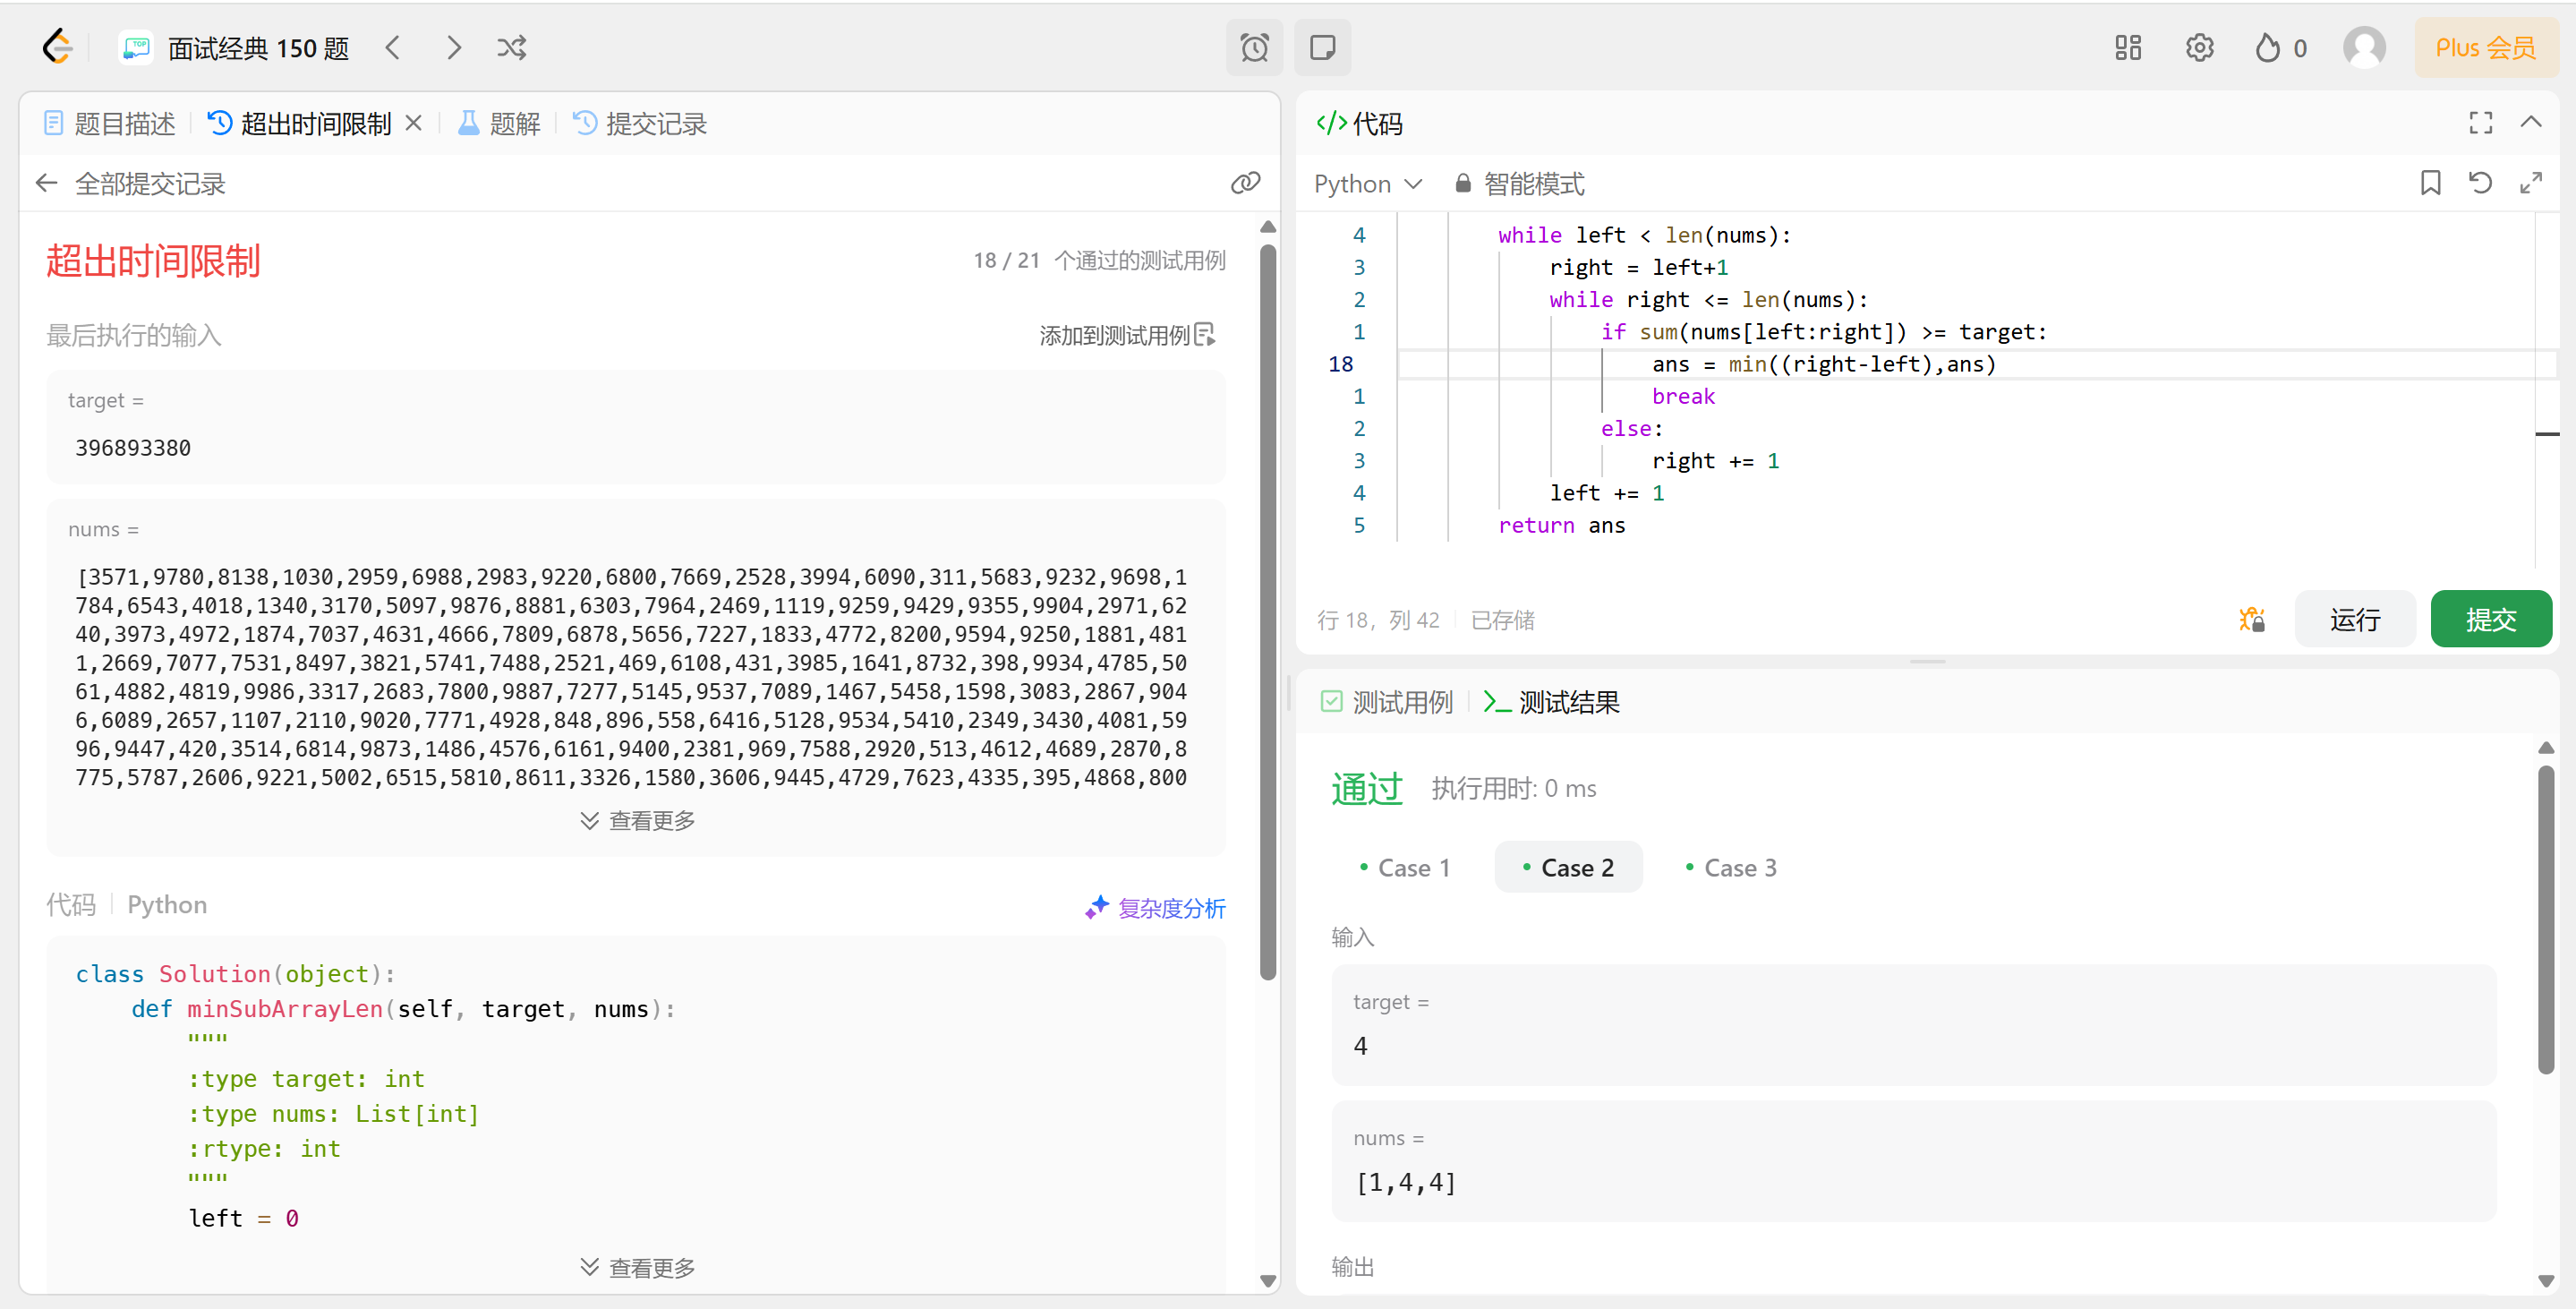 面试经典 150 题
0
Plus 会员
题目描述
超出时间限制
题解
提交记录
全部提交记录
超出时间限制
18 / 21 个通过的测试用例
最后执行的输入
添加到测试用例
target =
396893380
nums =
[3571,9780,8138,1030,2959,6988,2983,9220,6800,7669,2528,3994,6090,311,5683,9232,9698,1
784,6543,4018,1340,3170,5097,9876,8881,6303,7964,2469,1119,9259,9429,9355,9904,2971,62
40,3973,4972,1874,7037,4631,4666,7809,6878,5656,7227,1833,4772,8200,9594,9250,1881,481
1,2669,7077,7531,8497,3821,5741,7488,2521,469,6108,431,3985,1641,8732,398,9934,4785,50
61,4882,4819,9986,3317,2683,7800,9887,7277,5145,9537,7089,1467,5458,1598,3083,2867,904
6,6089,2657,1107,2110,9020,7771,4928,848,896,558,6416,5128,9534,5410,2349,3430,4081,59
96,9447,420,3514,6814,9873,1486,4576,6161,9400,2381,969,7588,2920,513,4612,4689,2870,8
775,5787,2606,9221,5002,6515,5810,8611,3326,1580,3606,9445,4729,7623,4335,395,4868,800
查看更多
代码
Python
复杂度分析
class Solution(object):
    def minSubArrayLen(self, target, nums):
        """
        :type target: int
        :type nums: List[int]
        :rtype: int
        """
        left = 0
查看更多
</>代码
Python
智能模式
4 while left < len(nums):
3 right = left+1
2 while right <= len(nums):
1 if sum(nums[left:right]) >= target:
18 ans = min((right-left),ans)
1 break
2 else:
3 right += 1
4 left += 1
5 return ans
行 18, 列 42
已存储
运行
提交
测试用例
测试结果
通过
执行用时: 0 ms
Case 1
Case 2
Case 3
输入
target =
4
nums =
[1,4,4]
输出